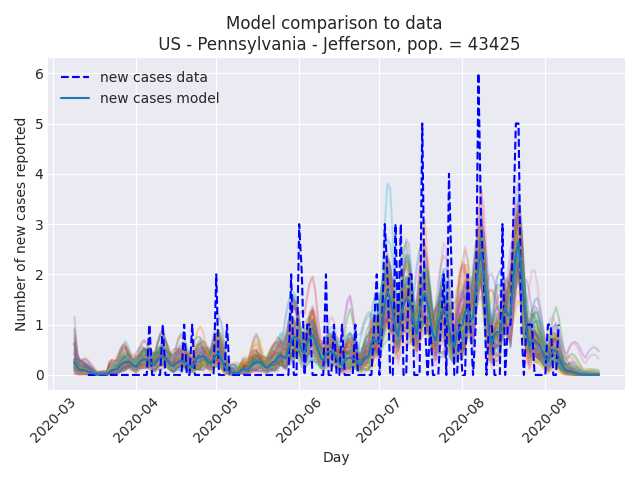 Model comparison to data
US - Pennsylvania - Jefferson, pop. = 43425
new cases data
new cases model
Number of new cases reported
6
5
4
3
2
1
0
2020-03
2020-04
2020-05
2020-06
2020-07
2020-08
2020-09
Day